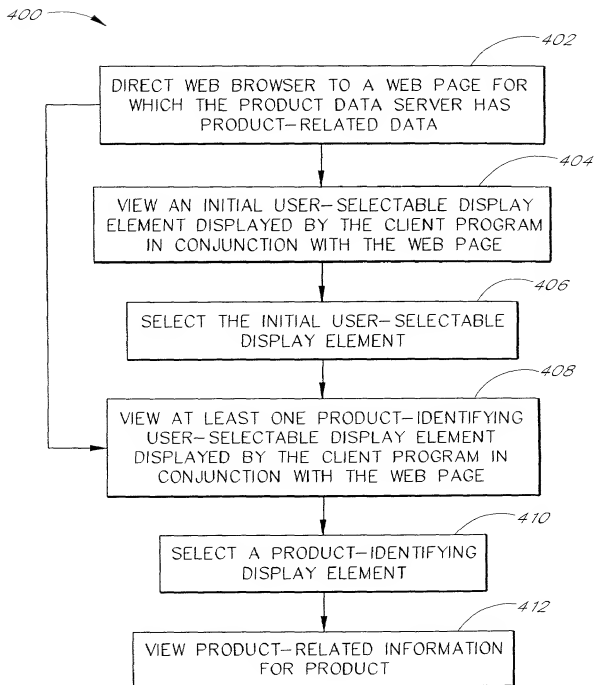 400
402
DIRECT WEB BROWSER TO A WEB PAGE FOR
WHICH THE PRODUCT DATA SERVER HAS
PRODUCT-RELATED DATA
404
VIEW AN INITIAL USER-SELECTABLE DISPLAY
ELEMENT DISPLAYED BY THE CLIENT PROGRAM
IN CONJUNCTION WITH THE WEB PAGE
406
SELECT THE INITIAL USER-SELECTABLE
DISPLAY ELEMENT
408
VIEW AT LEAST ONE PRODUCT-IDENTIFYING
USER-SELECTABLE DISPLAY ELEMENT
DISPLAYED BY THE CLIENT PROGRAM IN
CONJUNCTION WITH THE WEB PAGE
410
SELECT A PRODUCT-IDENTIFYING
DISPLAY ELEMENT
412
VIEW PRODUCT-RELATED INFORMATION
FOR PRODUCT